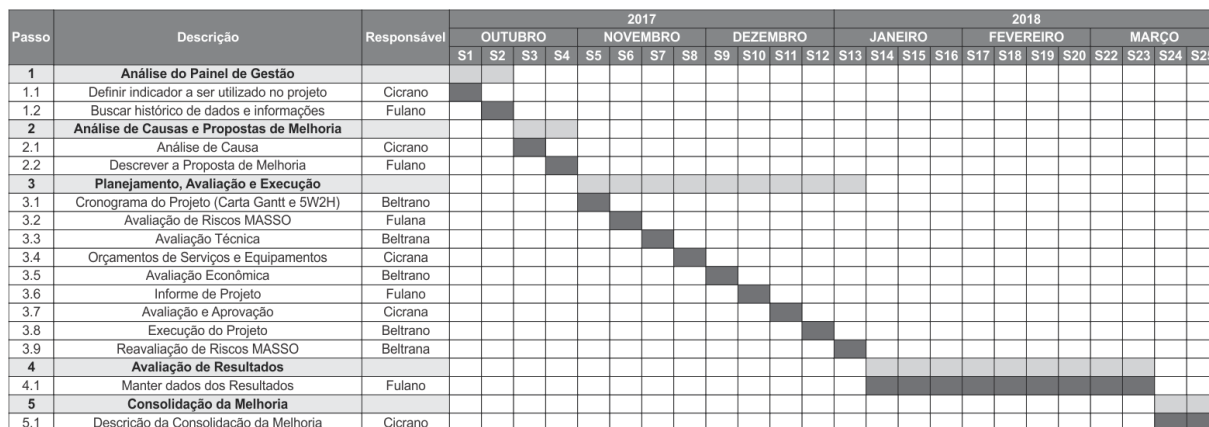 2017 2018
Passo Descrição Responsável OUTUBRO NOVEMBRO DEZEMBRO JANEIRO FEVEREIRO MARÇO
S1 S2 S3 S4 S5 S6 S7 S8 S9 S10 S11 S12 S13 S14 S15 S16 S17 S18 S19 S20 S22 S23 S24 S25
1 Análise do Painel de Gestão
1.1 Definir indicador a ser utilizado no projeto Cicrano
1.2 Buscar histórico de dados e informações Fulano
2 Análise de Causas e Propostas de Melhoria
2.1 Análise de Causa Cicrano
2.2 Descrever a Proposta de Melhoria Fulano
3 Planejamento, Avaliação e Execução
3.1 Cronograma do Projeto (Carta Gantt e 5W2H) Beltrano
3.2 Avaliação de Riscos MASSO Fulana
3.3 Avaliação Técnica Beltrana
3.4 Orçamentos de Serviços e Equipamentos Cicrana
3.5 Avaliação Econômica Beltrano
3.6 Informe de Projeto Fulano
3.7 Avaliação e Aprovação Cicrana
3.8 Execução do Projeto Beltrano
3.9 Reavaliação de Riscos MASSO Beltrana
4 Avaliação de Resultados
4.1 Manter dados dos Resultados Fulano
5 Consolidação da Melhoria
5.1 Descrição da Consolidação da Melhoria Cicrano